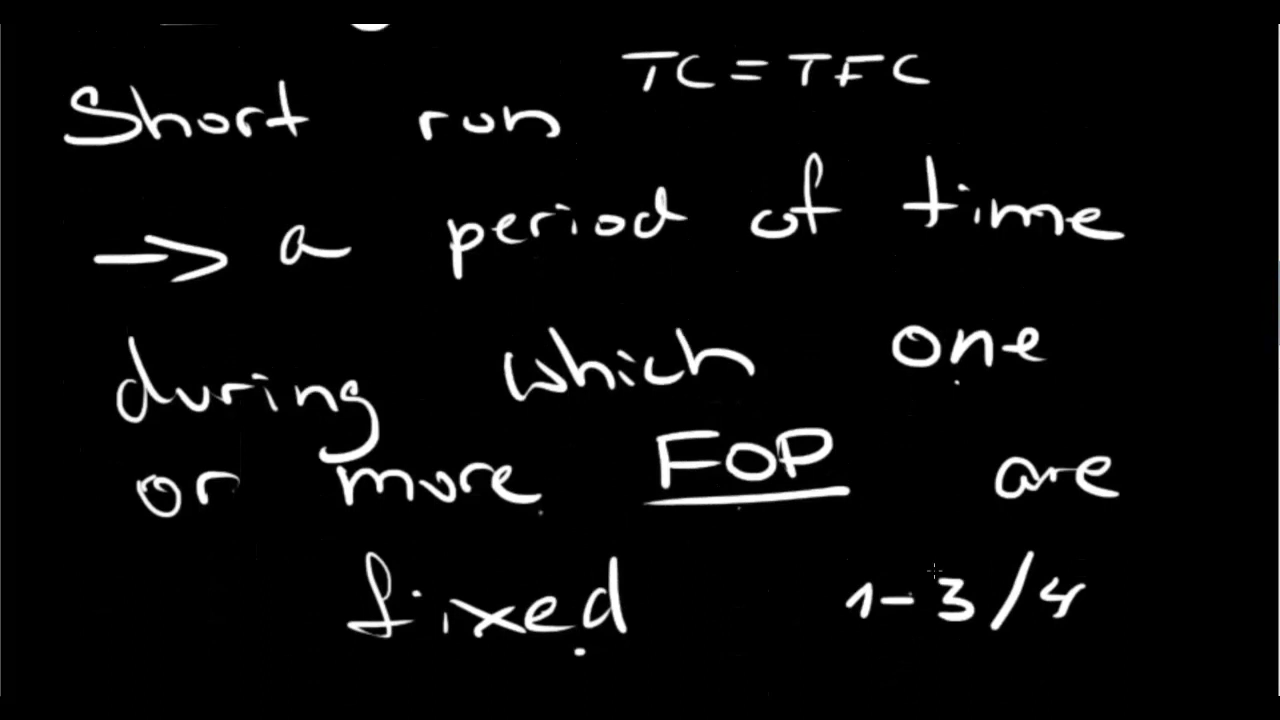 TC = TFC
Short run
→ a period of time
during which one
or more FOP are
fixed 1-3/4